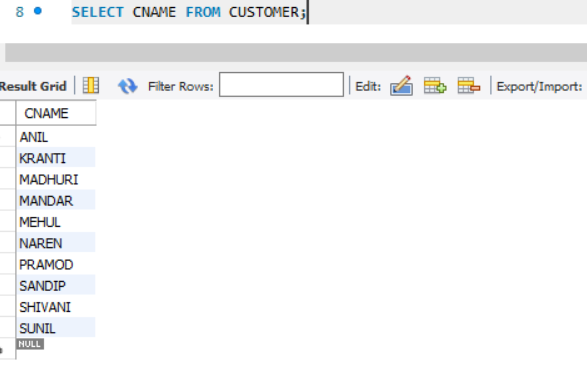 8 SELECT CNAME FROM CUSTOMER;
Result Grid Filter Rows: Edit: Export/Import:
CNAME
ANIL
KRANTI
MADHURI
MANDAR
MEHUL
NAREN
PRAMOD
SANDIP
SHIVANI
SUNIL
NULL